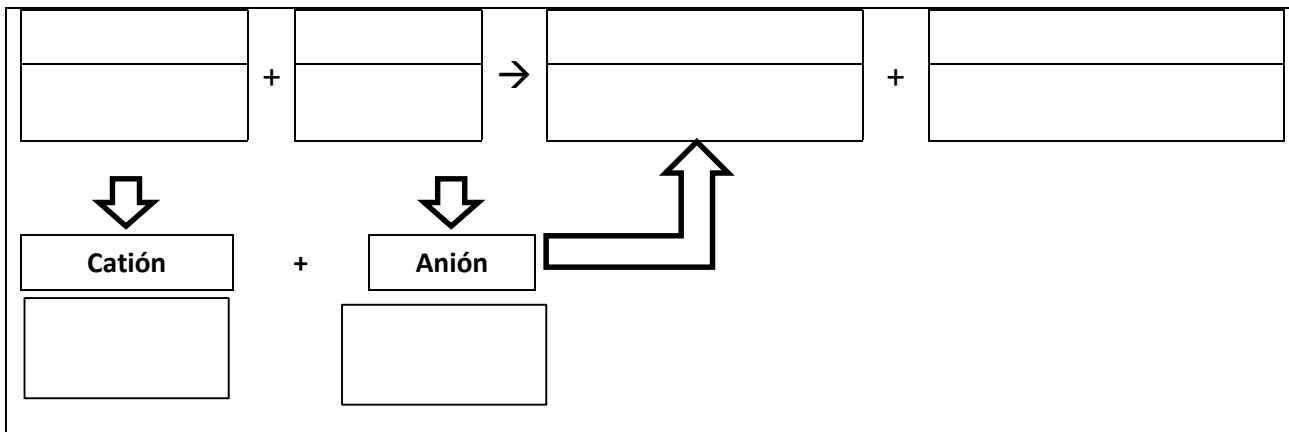 + → +
Catión + Anión